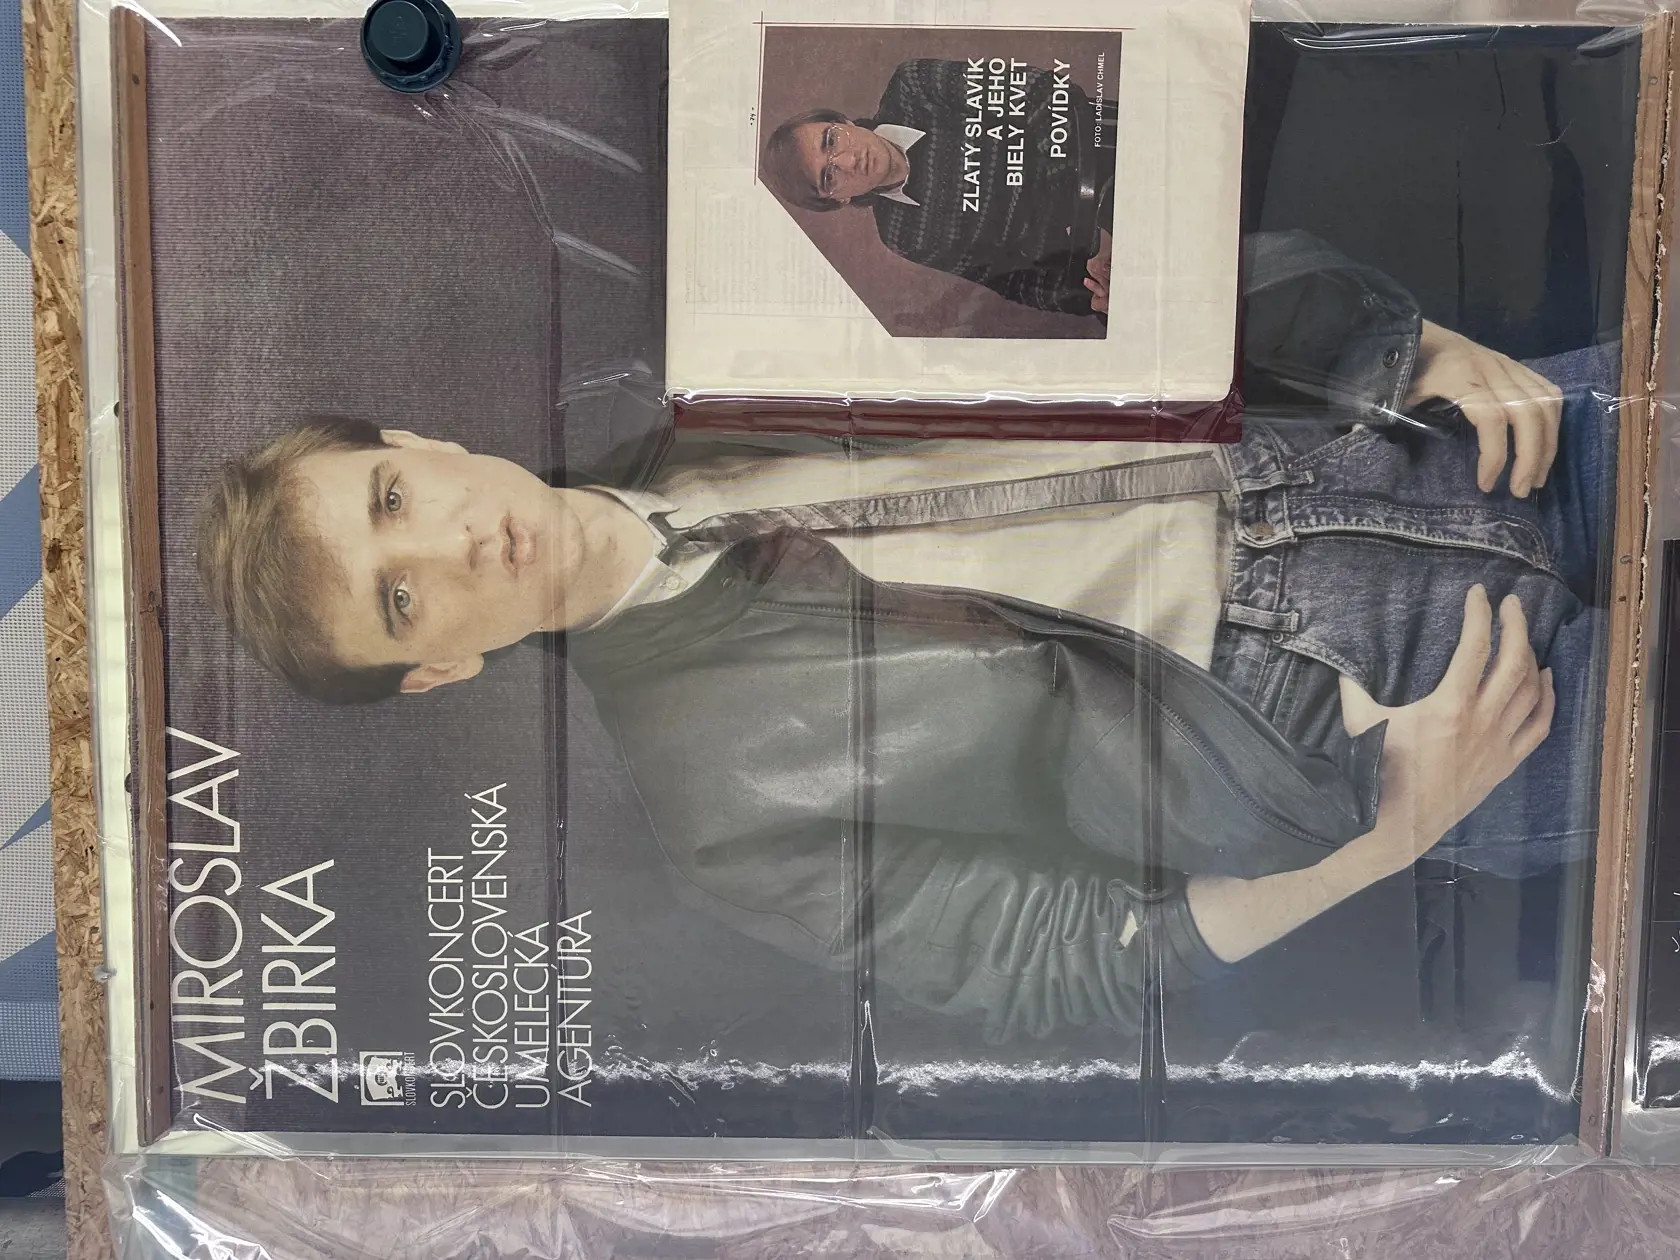 MIROSLAV
ŽBIRKA
SLOVKONCERT
SLOVKONCERT
ČESKOSLOVENSKÁ
UMELECKÁ
AGENTÚRA
ZLATÝ SLAVÍK
A JEHO
BIELY KVET
POVÍDKY
FOTO: LADISLAV CHMEL